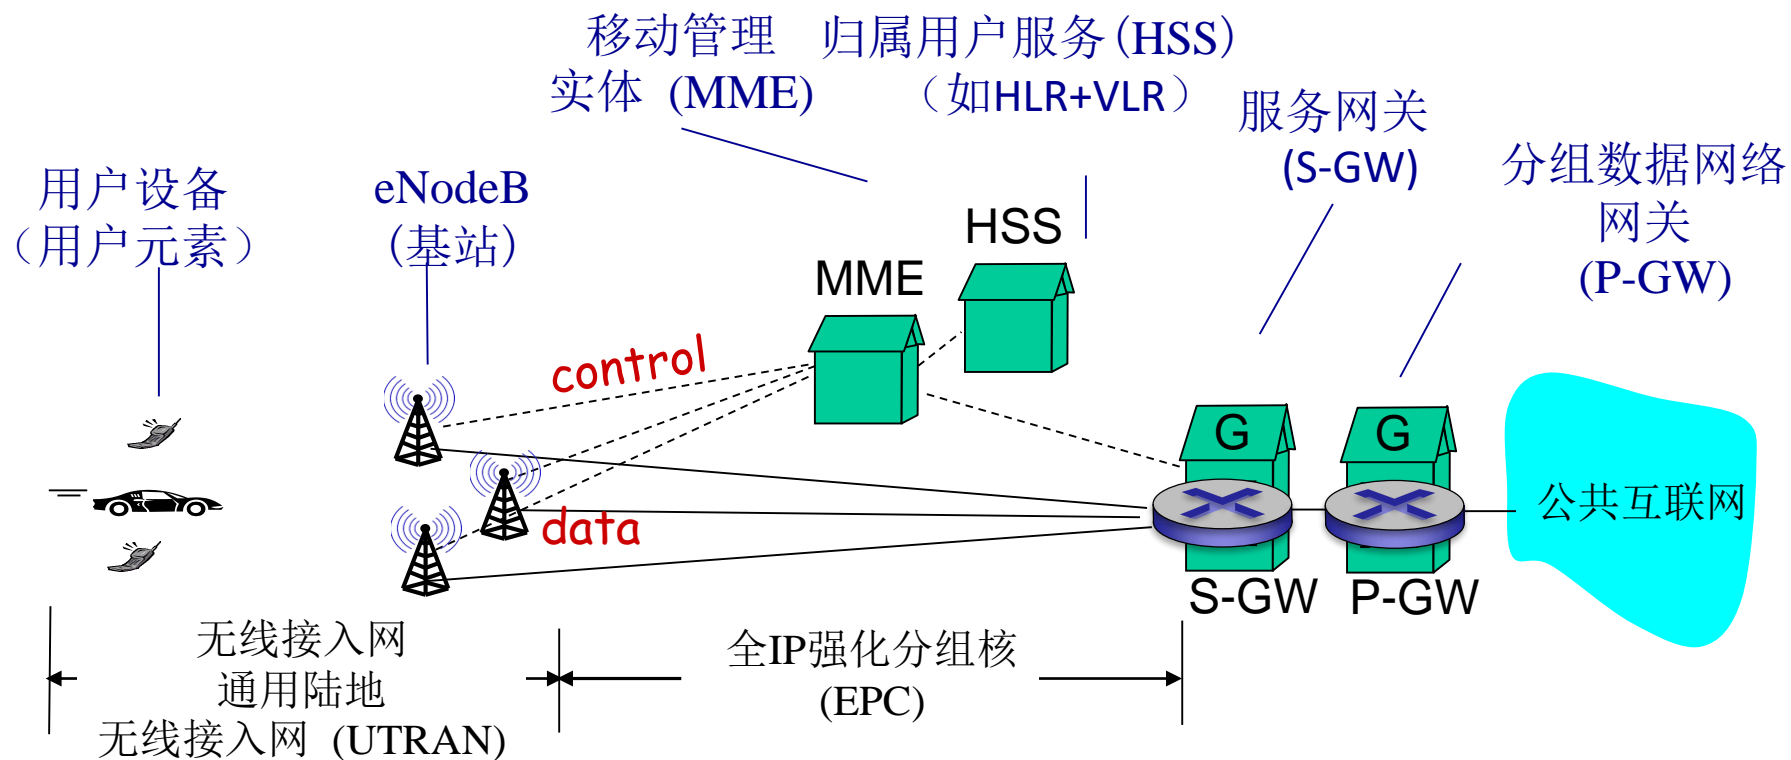 移动管理
实体 (MME)
归属用户服务(HSS)
（如HLR+VLR）
服务网关
(S-GW)
分组数据网络
网关
(P-GW)
用户设备
（用户元素）
eNodeB
(基站)
HSS
MME
control
data
G
G
公共互联网
S-GW
P-GW
无线接入网
通用陆地
无线接入网 (UTRAN)
全IP强化分组核
(EPC)